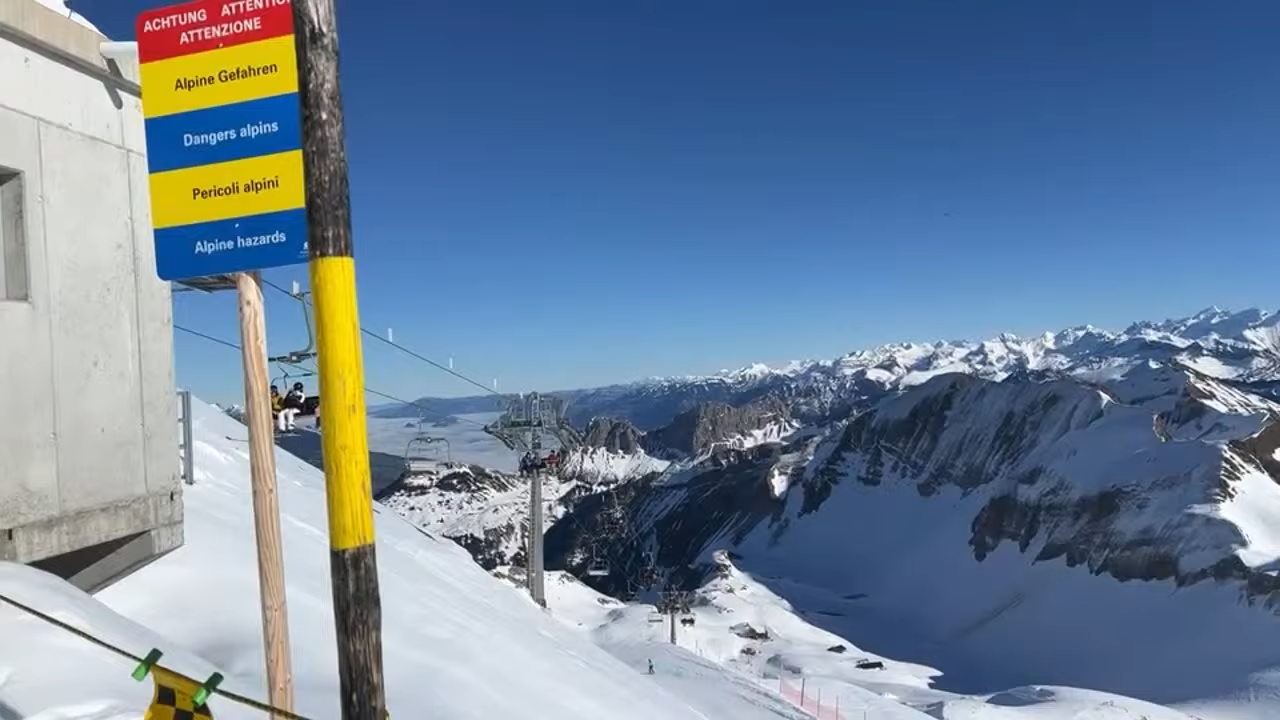 ACHTUNG ATTENTION
ATTENZIONE
Alpine Gefahren
Dangers alpins
Pericoli alpini
Alpine hazards